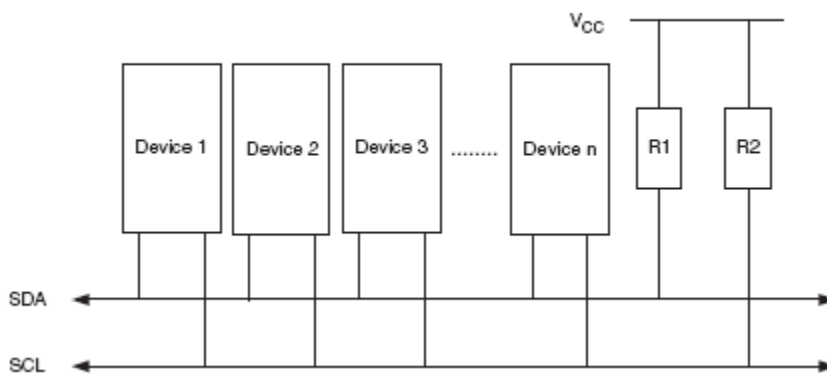 VCC
Device 1
Device 2
Device 3
........
Device n
R1
R2
SDA
SCL